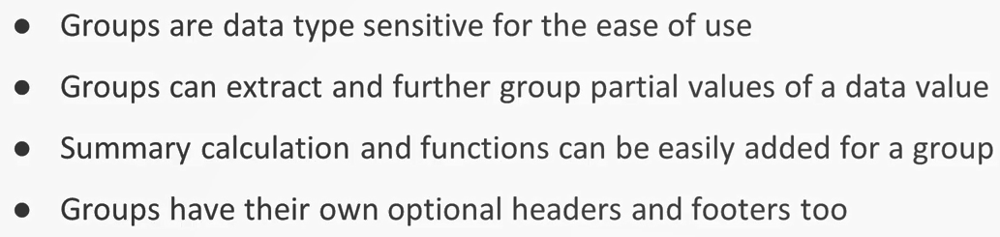 ● Groups are data type sensitive for the ease of use
● Groups can extract and further group partial values of a data value
● Summary calculation and functions can be easily added for a group
● Groups have their own optional headers and footers too